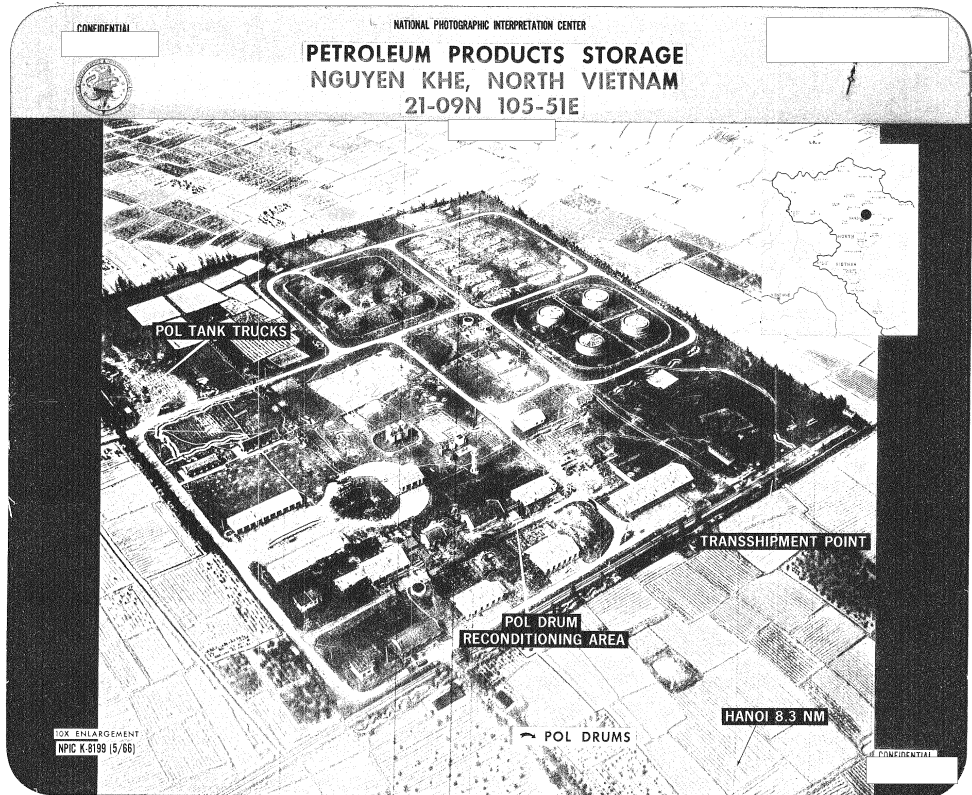 CONFIDENTIAL
NATIONAL PHOTOGRAPHIC INTERPRETATION CENTER
PETROLEUM PRODUCTS STORAGE
NGUYEN KHE, NORTH VIETNAM
21-09N 105-51E
NORTH
VIETNAM
POL TANK TRUCKS
TRANSSHIPMENT POINT
POL DRUM
RECONDITIONING AREA
HANOI 8.3 NM
10X ENLARGEMENT
NPIC K-8199 (5/66)
POL DRUMS
CONFIDENTIAL